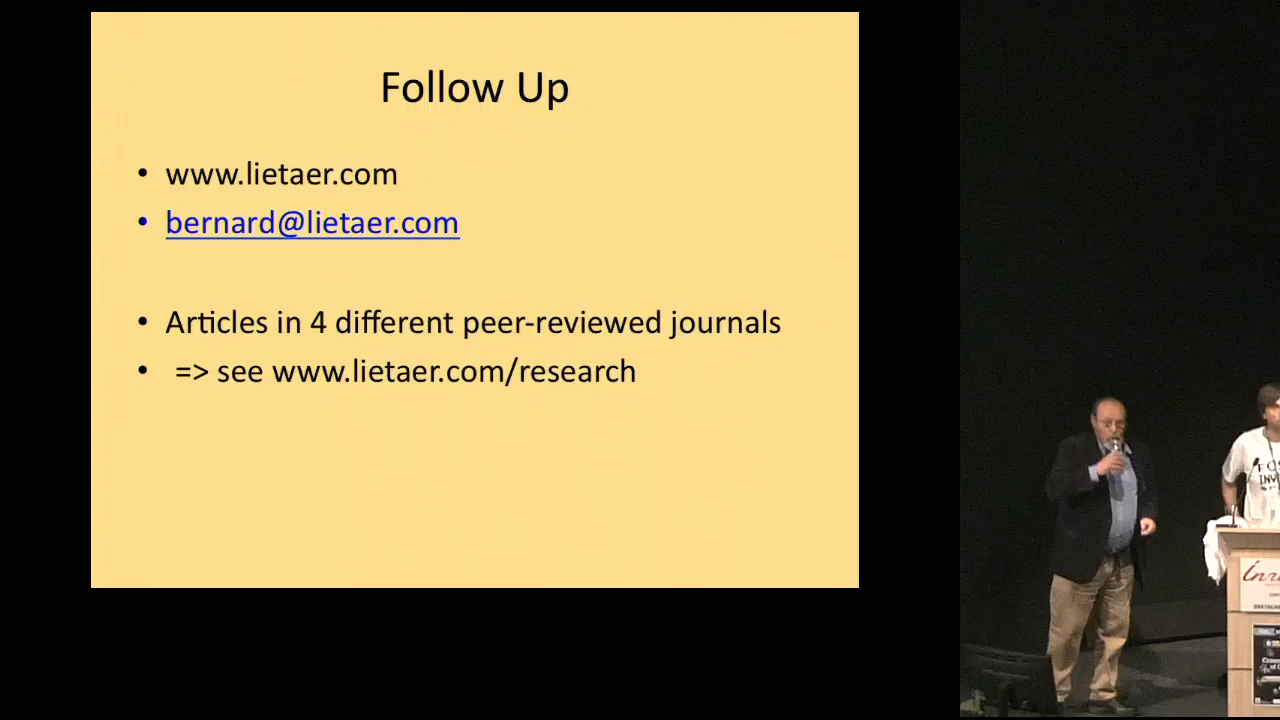 Follow Up
• www.lietaer.com
• bernard@lietaer.com
• Articles in 4 different peer-reviewed journals
• => see www.lietaer.com/research